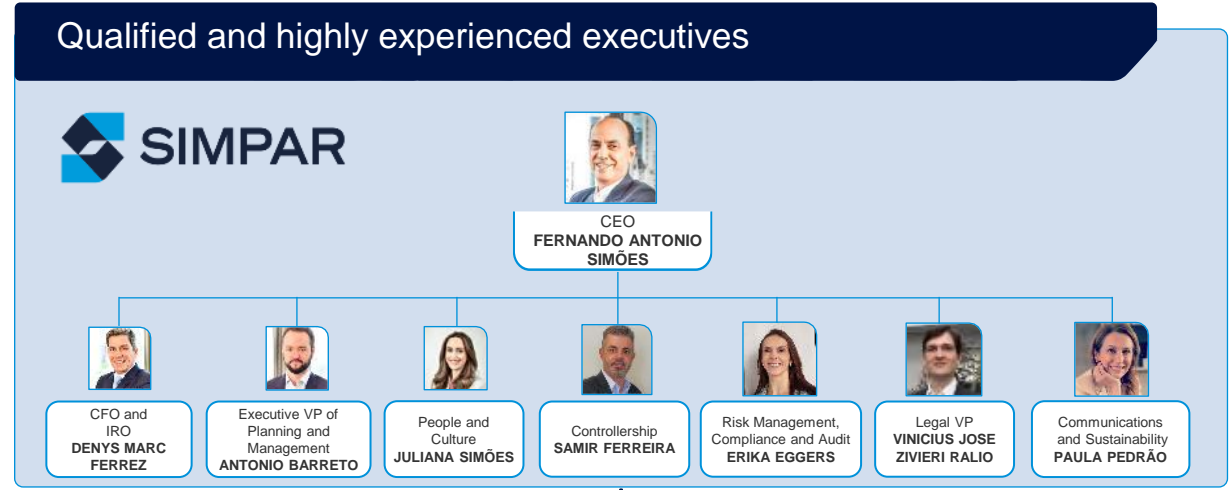 Qualified and highly experienced executives
SIMPAR
CEO
FERNANDO ANTONIO
SIMÕES
CFO and
IRO
DENYS MARC
FERREZ
Executive VP of
Planning and
Management
ANTONIO BARRETO
People and
Culture
JULIANA SIMÕES
Controllership
SAMIR FERREIRA
Risk Management,
Compliance and Audit
ERIKA EGGERS
Legal VP
VINICIUS JOSE
ZIVIERI RALIO
Communications
and Sustainability
PAULA PEDRÃO